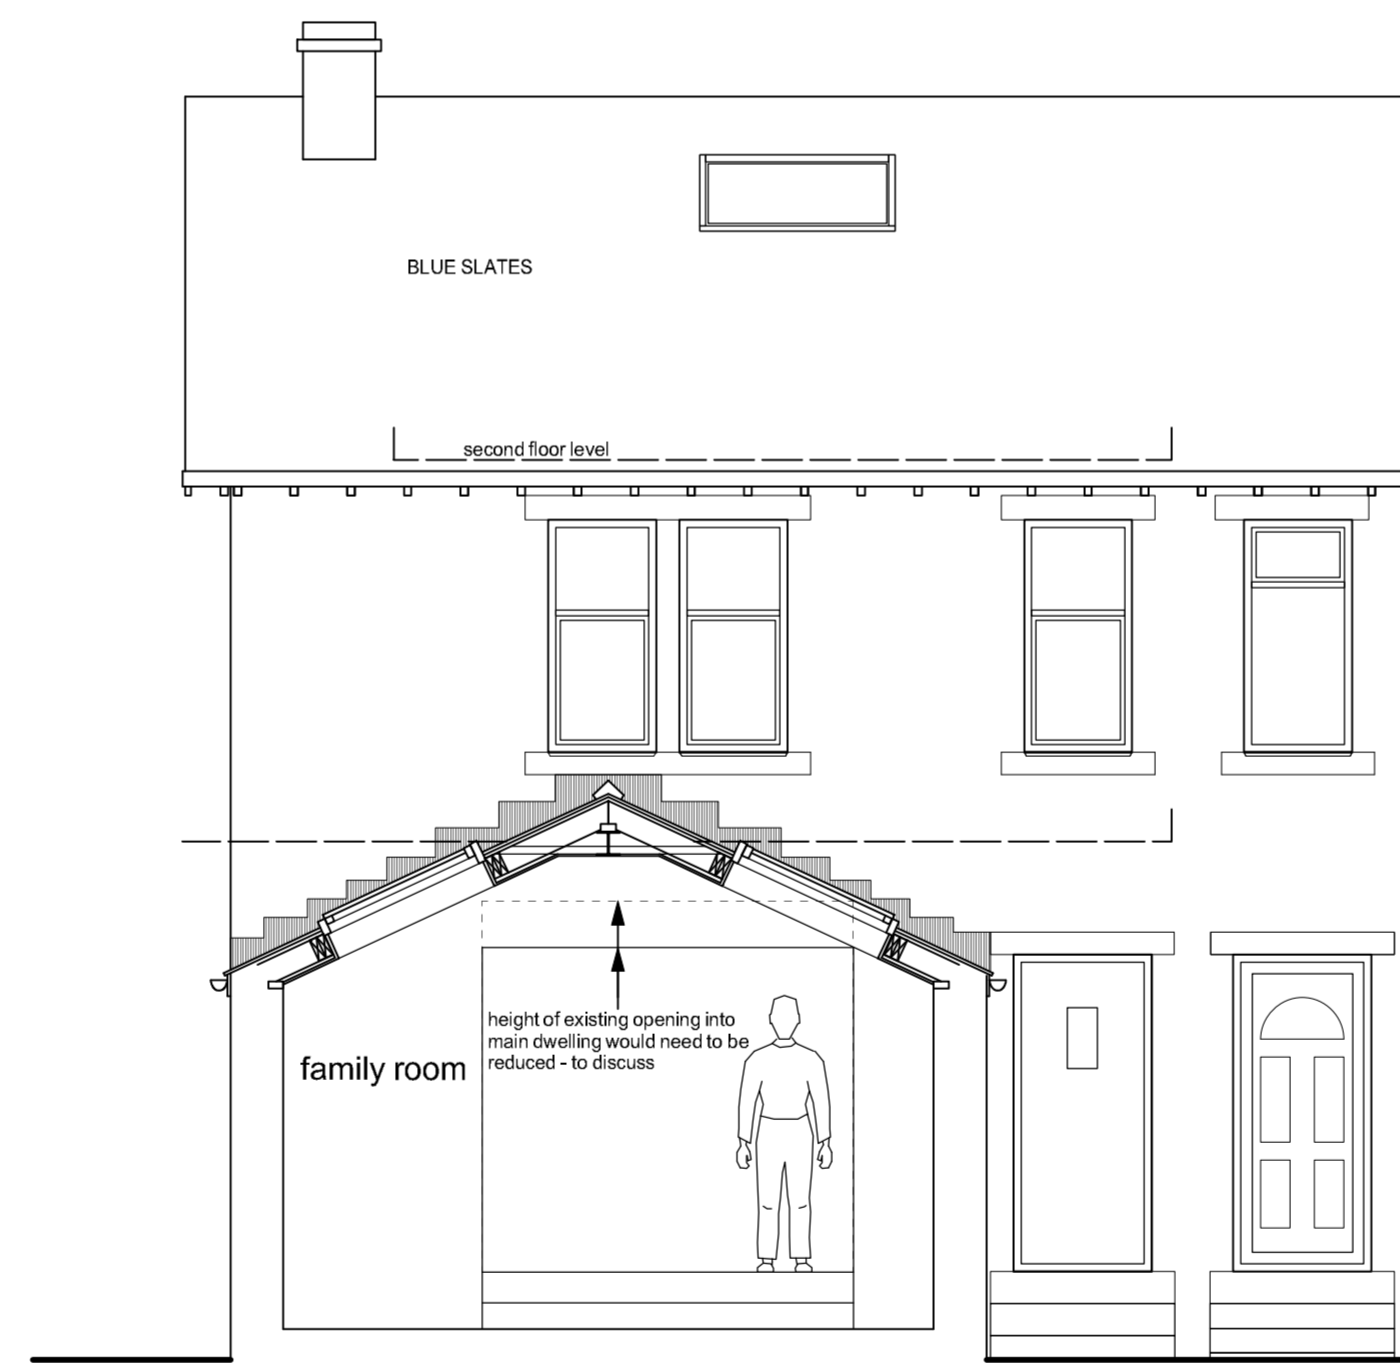 BLUE SLATES
second floor level
height of existing opening into
main dwelling would need to be
reduced - to discuss
family room